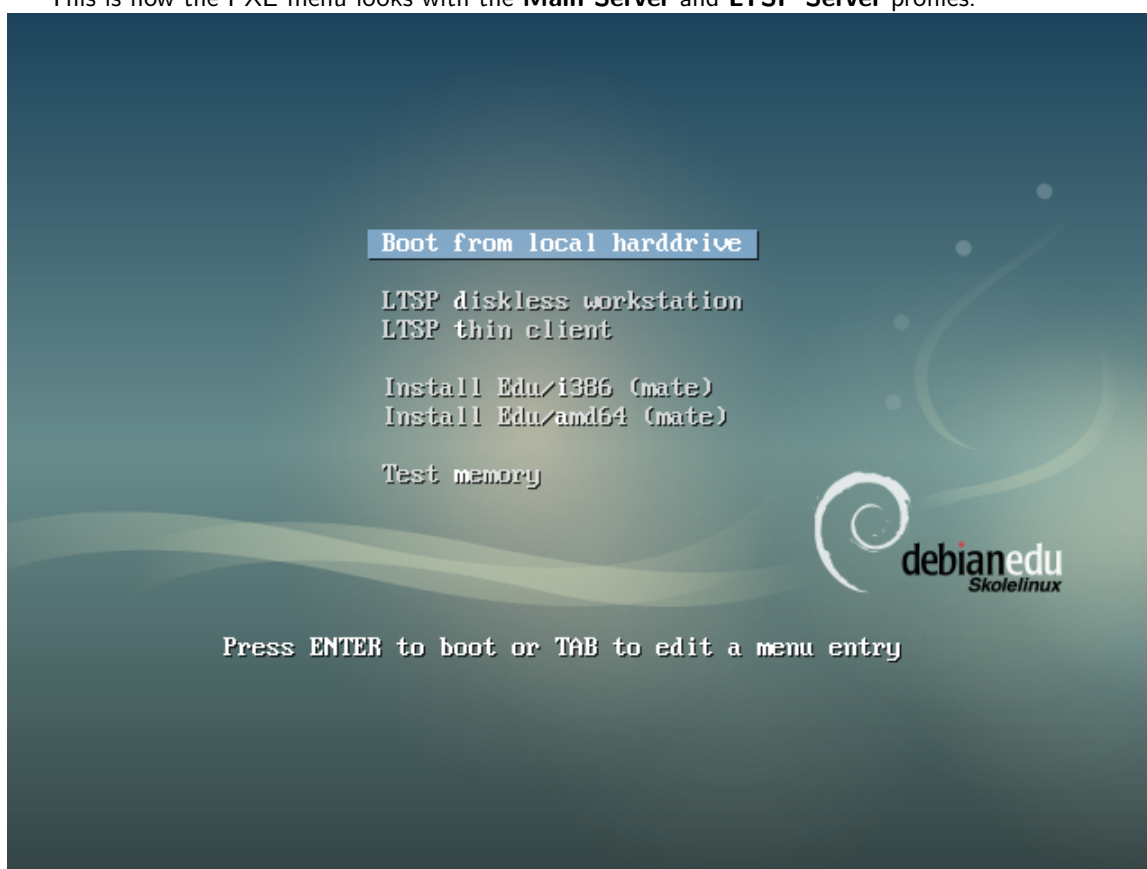 This is how the PXE menu looks with the Main Server and LTSP Server profiles:
Boot from local harddrive
LTSP diskless workstation
LTSP thin client
Install Edu/i386 (mate)
Install Edu/amd64 (mate)
Test memory
debianedu
Skolelinux
Press ENTER to boot or TAB to edit a menu entry